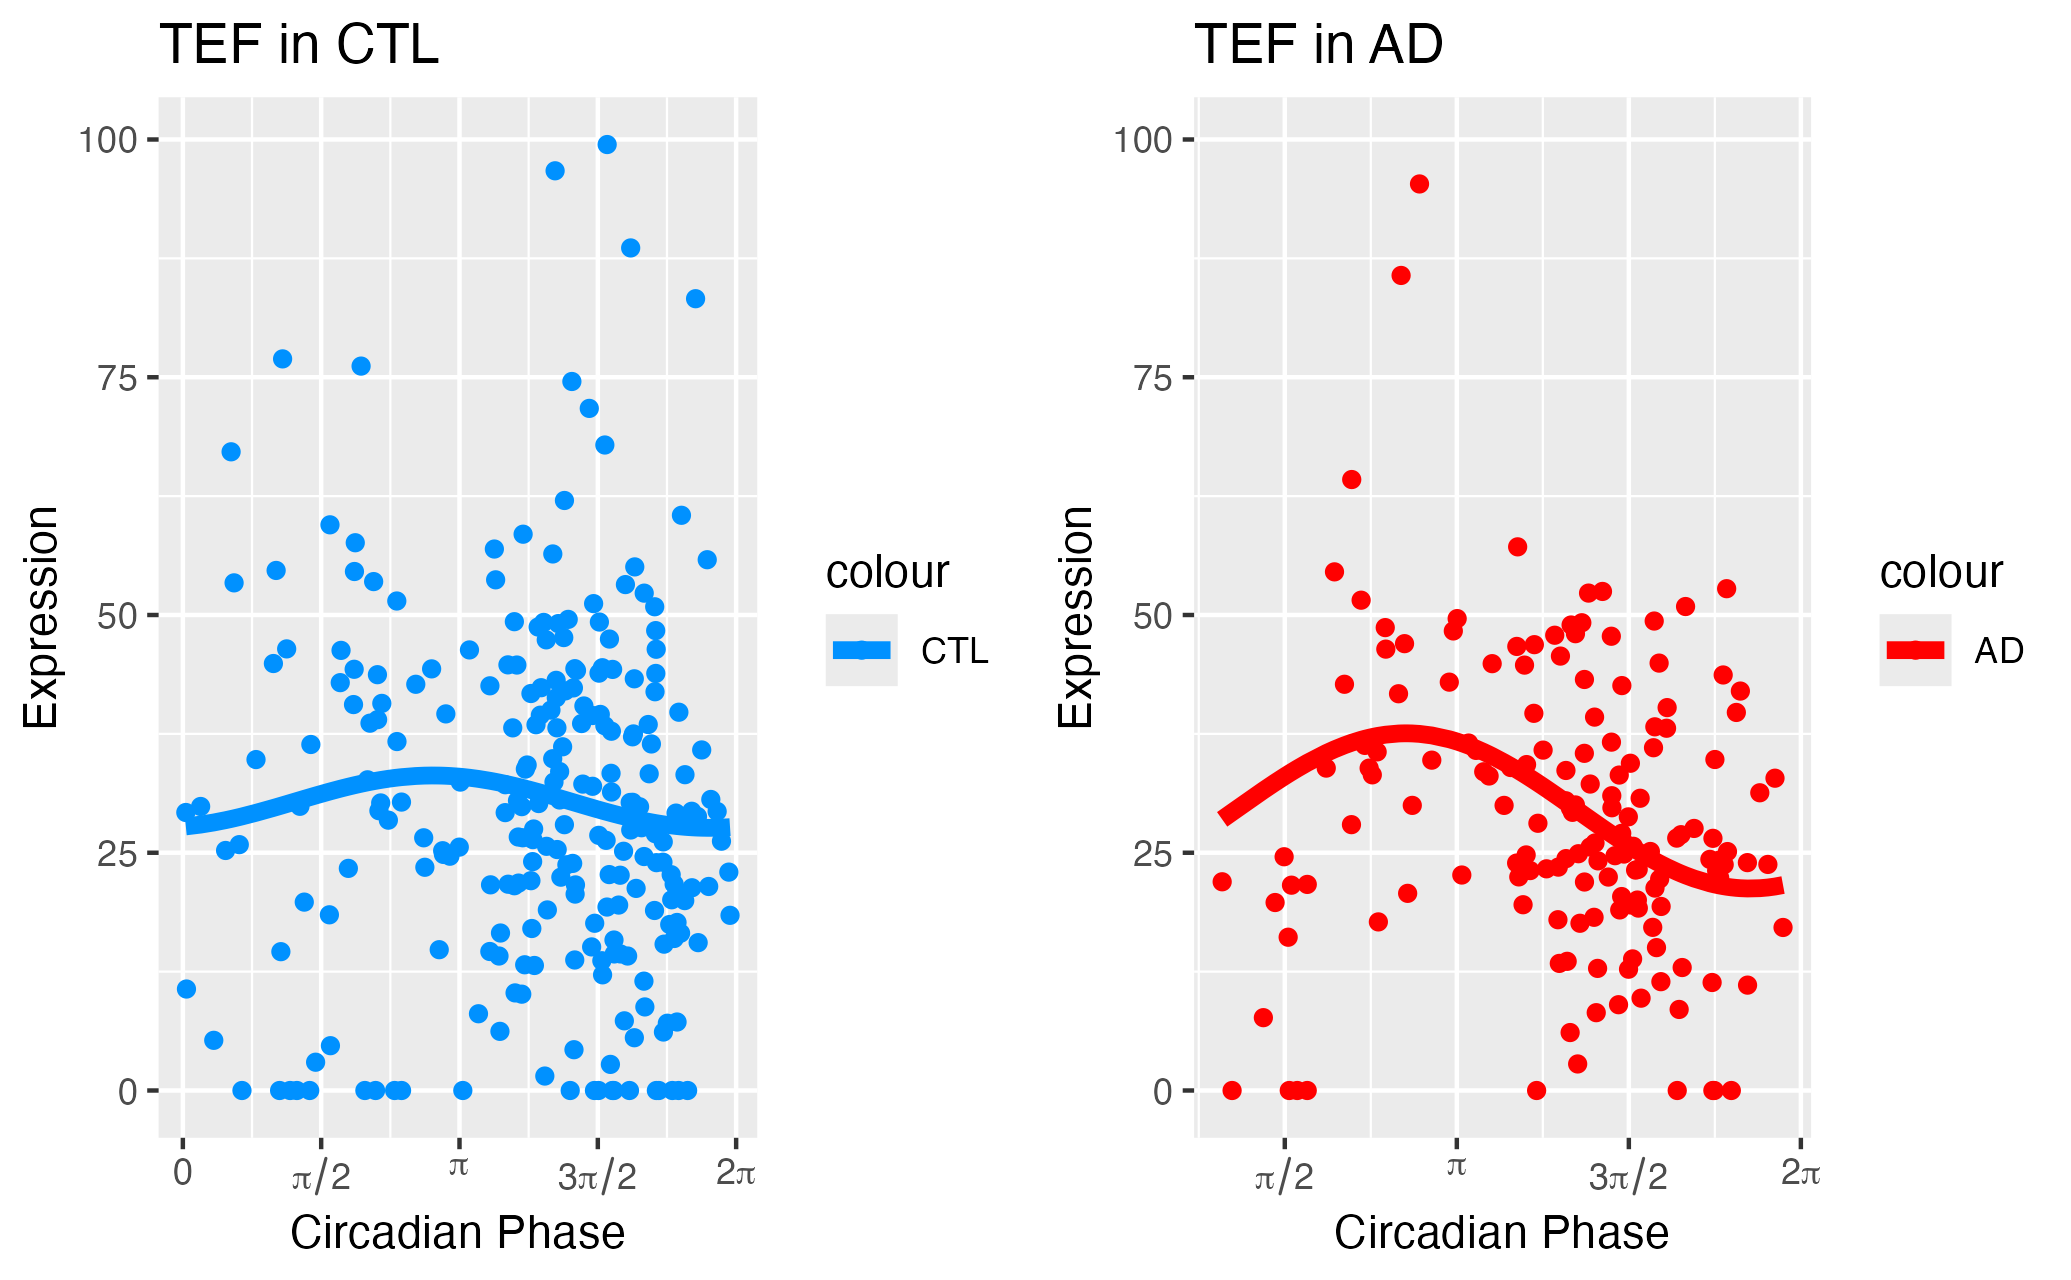 TEF in CTL
Expression
100
75
50
25
0
0 π/2 π 3π/2 2π
Circadian Phase
colour
CTL
TEF in AD
Expression
100
75
50
25
0
π/2 π 3π/2 2π
Circadian Phase
colour
AD